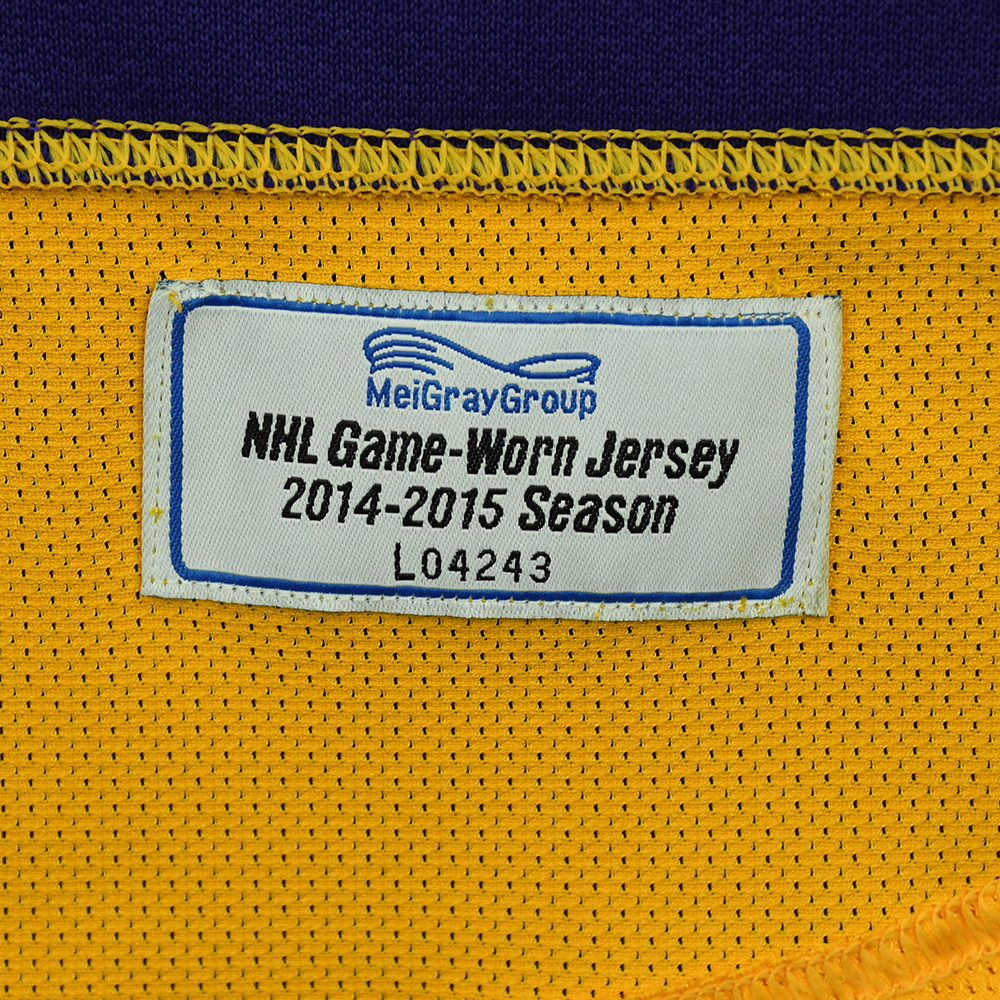 MeiGrayGroup
NHL Game-Worn Jersey
2014-2015 Season
L04243